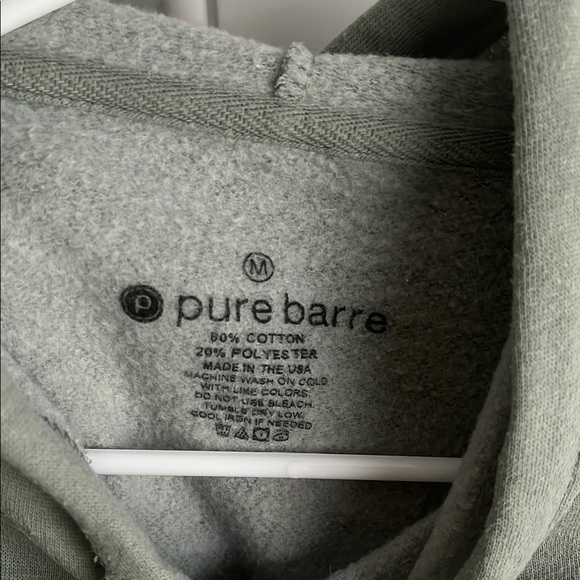 M
p pure barre
80% COTTON
20% POLYESTER
MADE IN THE USA
MACHINE WASH ON COLD
WITH LIKE COLORS
DO NOT USE BLEACH.
TUMBLE DRY LOW.
COOL IRON IF NEEDED